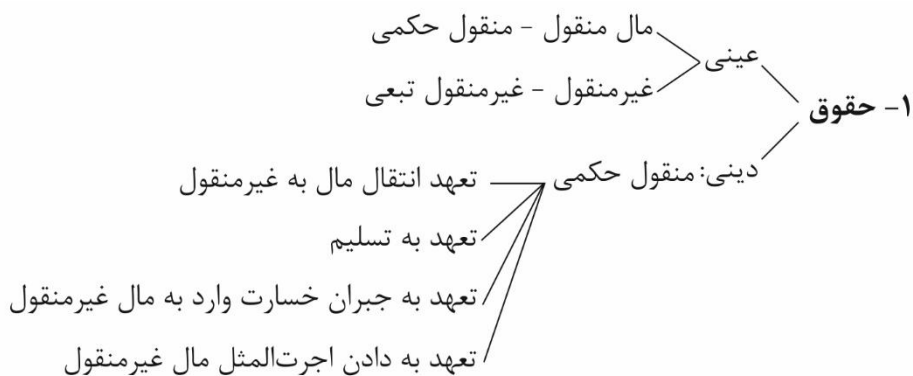 ۱- حقوق
عینی
مال منقول - منقول حکمی
غیرمنقول - غیرمنقول تبعی
دینی: منقول حکمی
تعهد انتقال مال به غیرمنقول
تعهد به تسلیم
تعهد به جبران خسارت وارد به مال غیرمنقول
تعهد به دادن اجرت‌المثل مال غیرمنقول